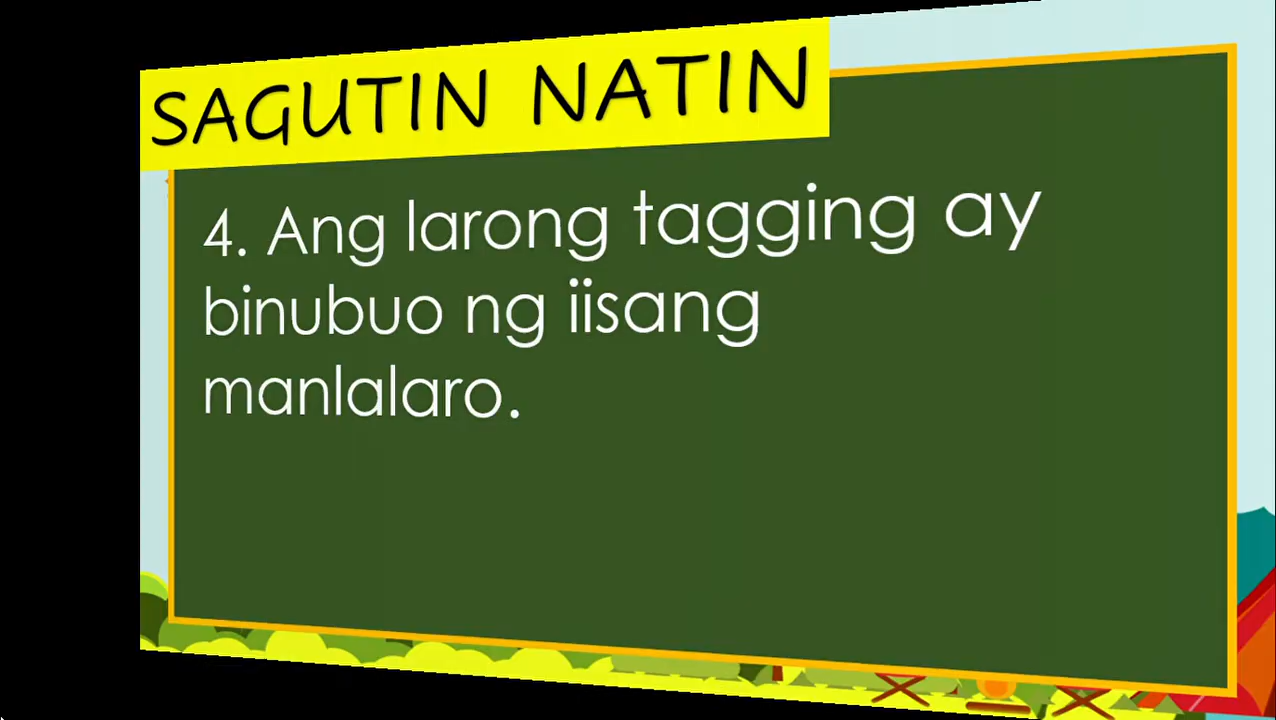 SAGUTIN NATIN
4. Ang larong tagging ay
binubuo ng iisang
manlalaro.